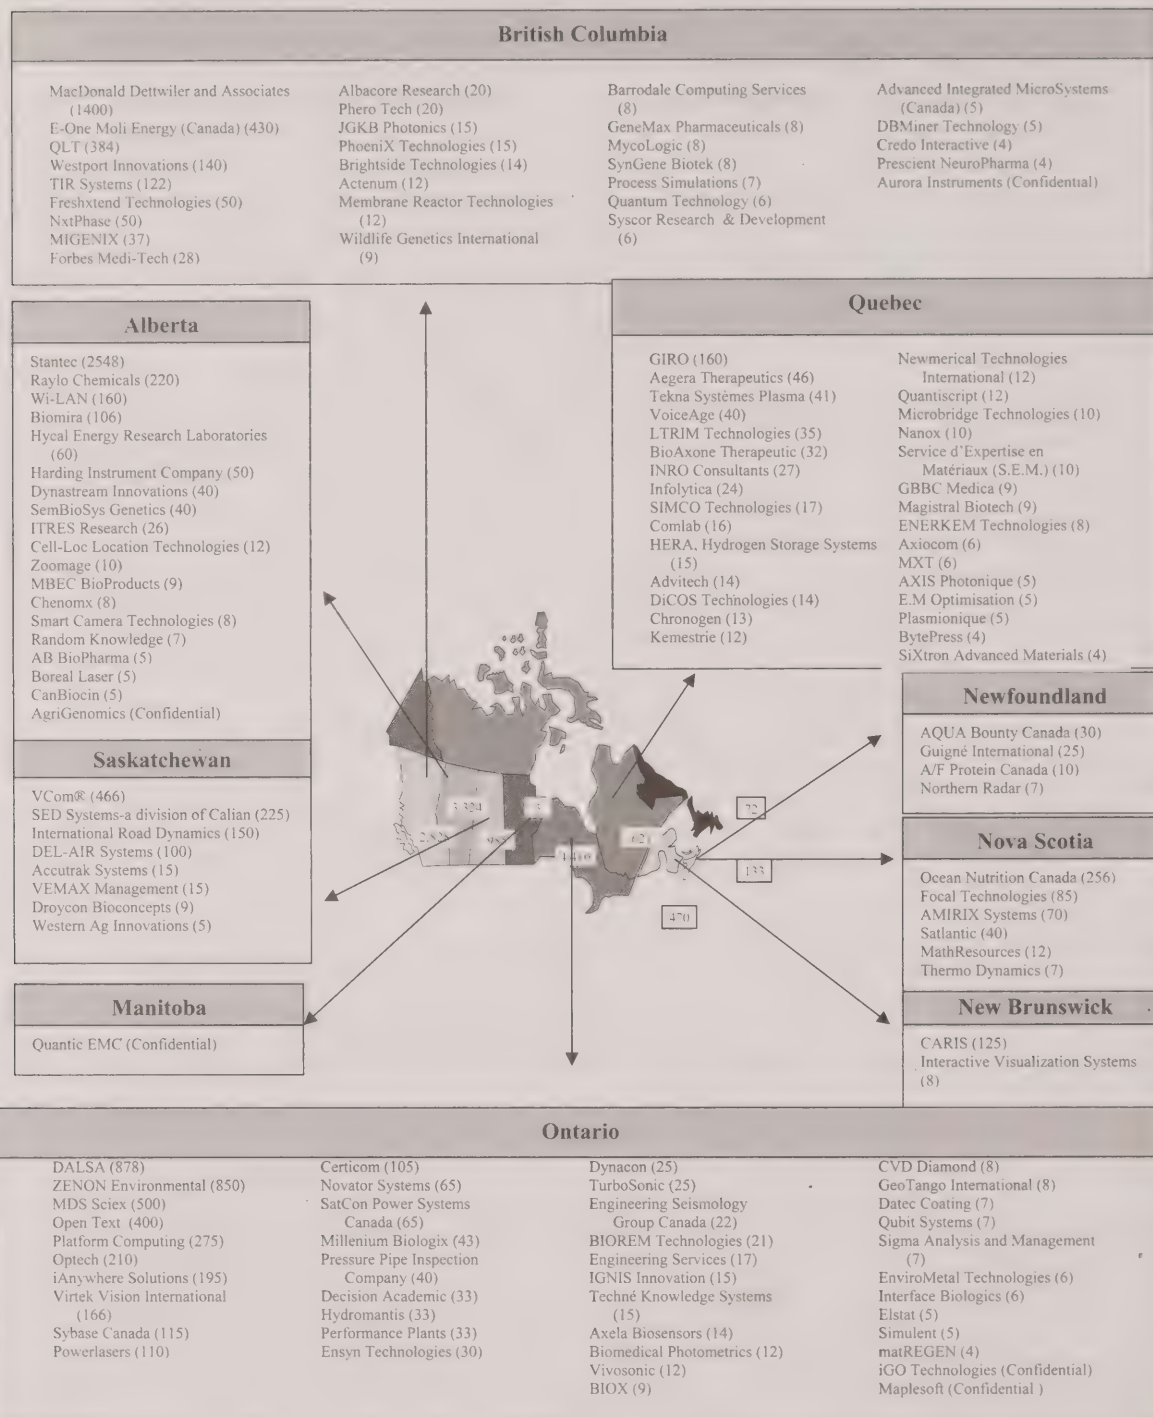 British Columbia
MacDonald Dettwiler and Associates
(1400)
E-One Moli Energy (Canada) (430)
QLT (384)
Westport Innovations (140)
TIR Systems (122)
Freshxtend Technologies (50)
NxtPhase (50)
MIGENIX (37)
Forbes Medi-Tech (28)
Albacore Research (20)
Phero Tech (20)
JGKB Photonics (15)
PhoeniX Technologies (15)
Brightside Technologies (14)
Actenum (12)
Membrane Reactor Technologies
(12)
Wildlife Genetics International
(9)
Barrodale Computing Services
(8)
GeneMax Pharmaceuticals (8)
MycoLogic (8)
SynGene Biotek (8)
Process Simulations (7)
Quantum Technology (6)
Syscor Research & Development
(6)
Advanced Integrated MicroSystems
(Canada) (5)
DBMiner Technology (5)
Credo Interactive (4)
Prescient NeuroPharma (4)
Aurora Instruments (Confidential)
Alberta
Stantec (2548)
Raylo Chemicals (220)
Wi-LAN (160)
Biomira (106)
Hycal Energy Research Laboratories
(60)
Harding Instrument Company (50)
Dynastream Innovations (40)
SemBioSys Genetics (40)
ITRES Research (26)
Cell-Loc Location Technologies (12)
Zoomage (10)
MBEC BioProducts (9)
Chenomx (8)
Smart Camera Technologies (8)
Random Knowledge (7)
AB BioPharma (5)
Boreal Laser (5)
CanBiocin (5)
AgriGenomics (Confidential)
Saskatchewan
VCom® (466)
SED Systems-a division of Calian (225)
International Road Dynamics (150)
DEL-AIR Systems (100)
Accutrak Systems (15)
VEMAX Management (15)
Droycon Bioconcepts (9)
Western Ag Innovations (5)
Manitoba
Quantic EMC (Confidential)
Quebec
GIRO (160)
Aegera Therapeutics (46)
Tekna Systèmes Plasma (41)
VoiceAge (40)
LTRIM Technologies (35)
BioAxone Therapeutic (32)
INRO Consultants (27)
Infolytica (24)
SIMCO Technologies (17)
Comlab (16)
HERA, Hydrogen Storage Systems
(15)
Advitech (14)
DiCOS Technologies (14)
Chronogen (13)
Kemestrie (12)
Newmerical Technologies
International (12)
Quantiscript (12)
Microbridge Technologies (10)
Nanox (10)
Service d'Expertise en
Matériaux (S.E.M.) (10)
GBBC Medica (9)
Magistral Biotech (9)
ENERKEM Technologies (8)
Axiocom (6)
MXT (6)
AXIS Photonique (5)
E.M Optimisation (5)
Plasmionique (5)
BytePress (4)
SiXtron Advanced Materials (4)
72
133
470
Newfoundland
AQUA Bounty Canada (30)
Guigné International (25)
A/F Protein Canada (10)
Northern Radar (7)
Nova Scotia
Ocean Nutrition Canada (256)
Focal Technologies (85)
AMIRIX Systems (70)
Satlantic (40)
MathResources (12)
Thermo Dynamics (7)
New Brunswick
CARIS (125)
Interactive Visualization Systems
(8)
Ontario
DALSA (878)
ZENON Environmental (850)
MDS Sciex (500)
Open Text (400)
Platform Computing (275)
Optech (210)
iAnywhere Solutions (195)
Virtek Vision International
(166)
Sybase Canada (115)
Powerlasers (110)
Certicom (105)
Novator Systems (65)
SatCon Power Systems
Canada (65)
Millenium Biologix (43)
Pressure Pipe Inspection
Company (40)
Decision Academic (33)
Hydromantis (33)
Performance Plants (33)
Ensyn Technologies (30)
Dynacon (25)
TurboSonic (25)
Engineering Seismology
Group Canada (22)
BIOREM Technologies (21)
Engineering Services (17)
IGNIS Innovation (15)
Techné Knowledge Systems
(15)
Axela Biosensors (14)
Biomedical Photometrics (12)
Vivosonic (12)
BIOX (9)
CVD Diamond (8)
GeoTango International (8)
Datec Coating (7)
Qubit Systems (7)
Sigma Analysis and Management
(7)
EnviroMetal Technologies (6)
Interface Biologics (6)
Elstat (5)
Simulent (5)
matREGEN (4)
iGO Technologies (Confidential)
Maplesoft (Confidential )